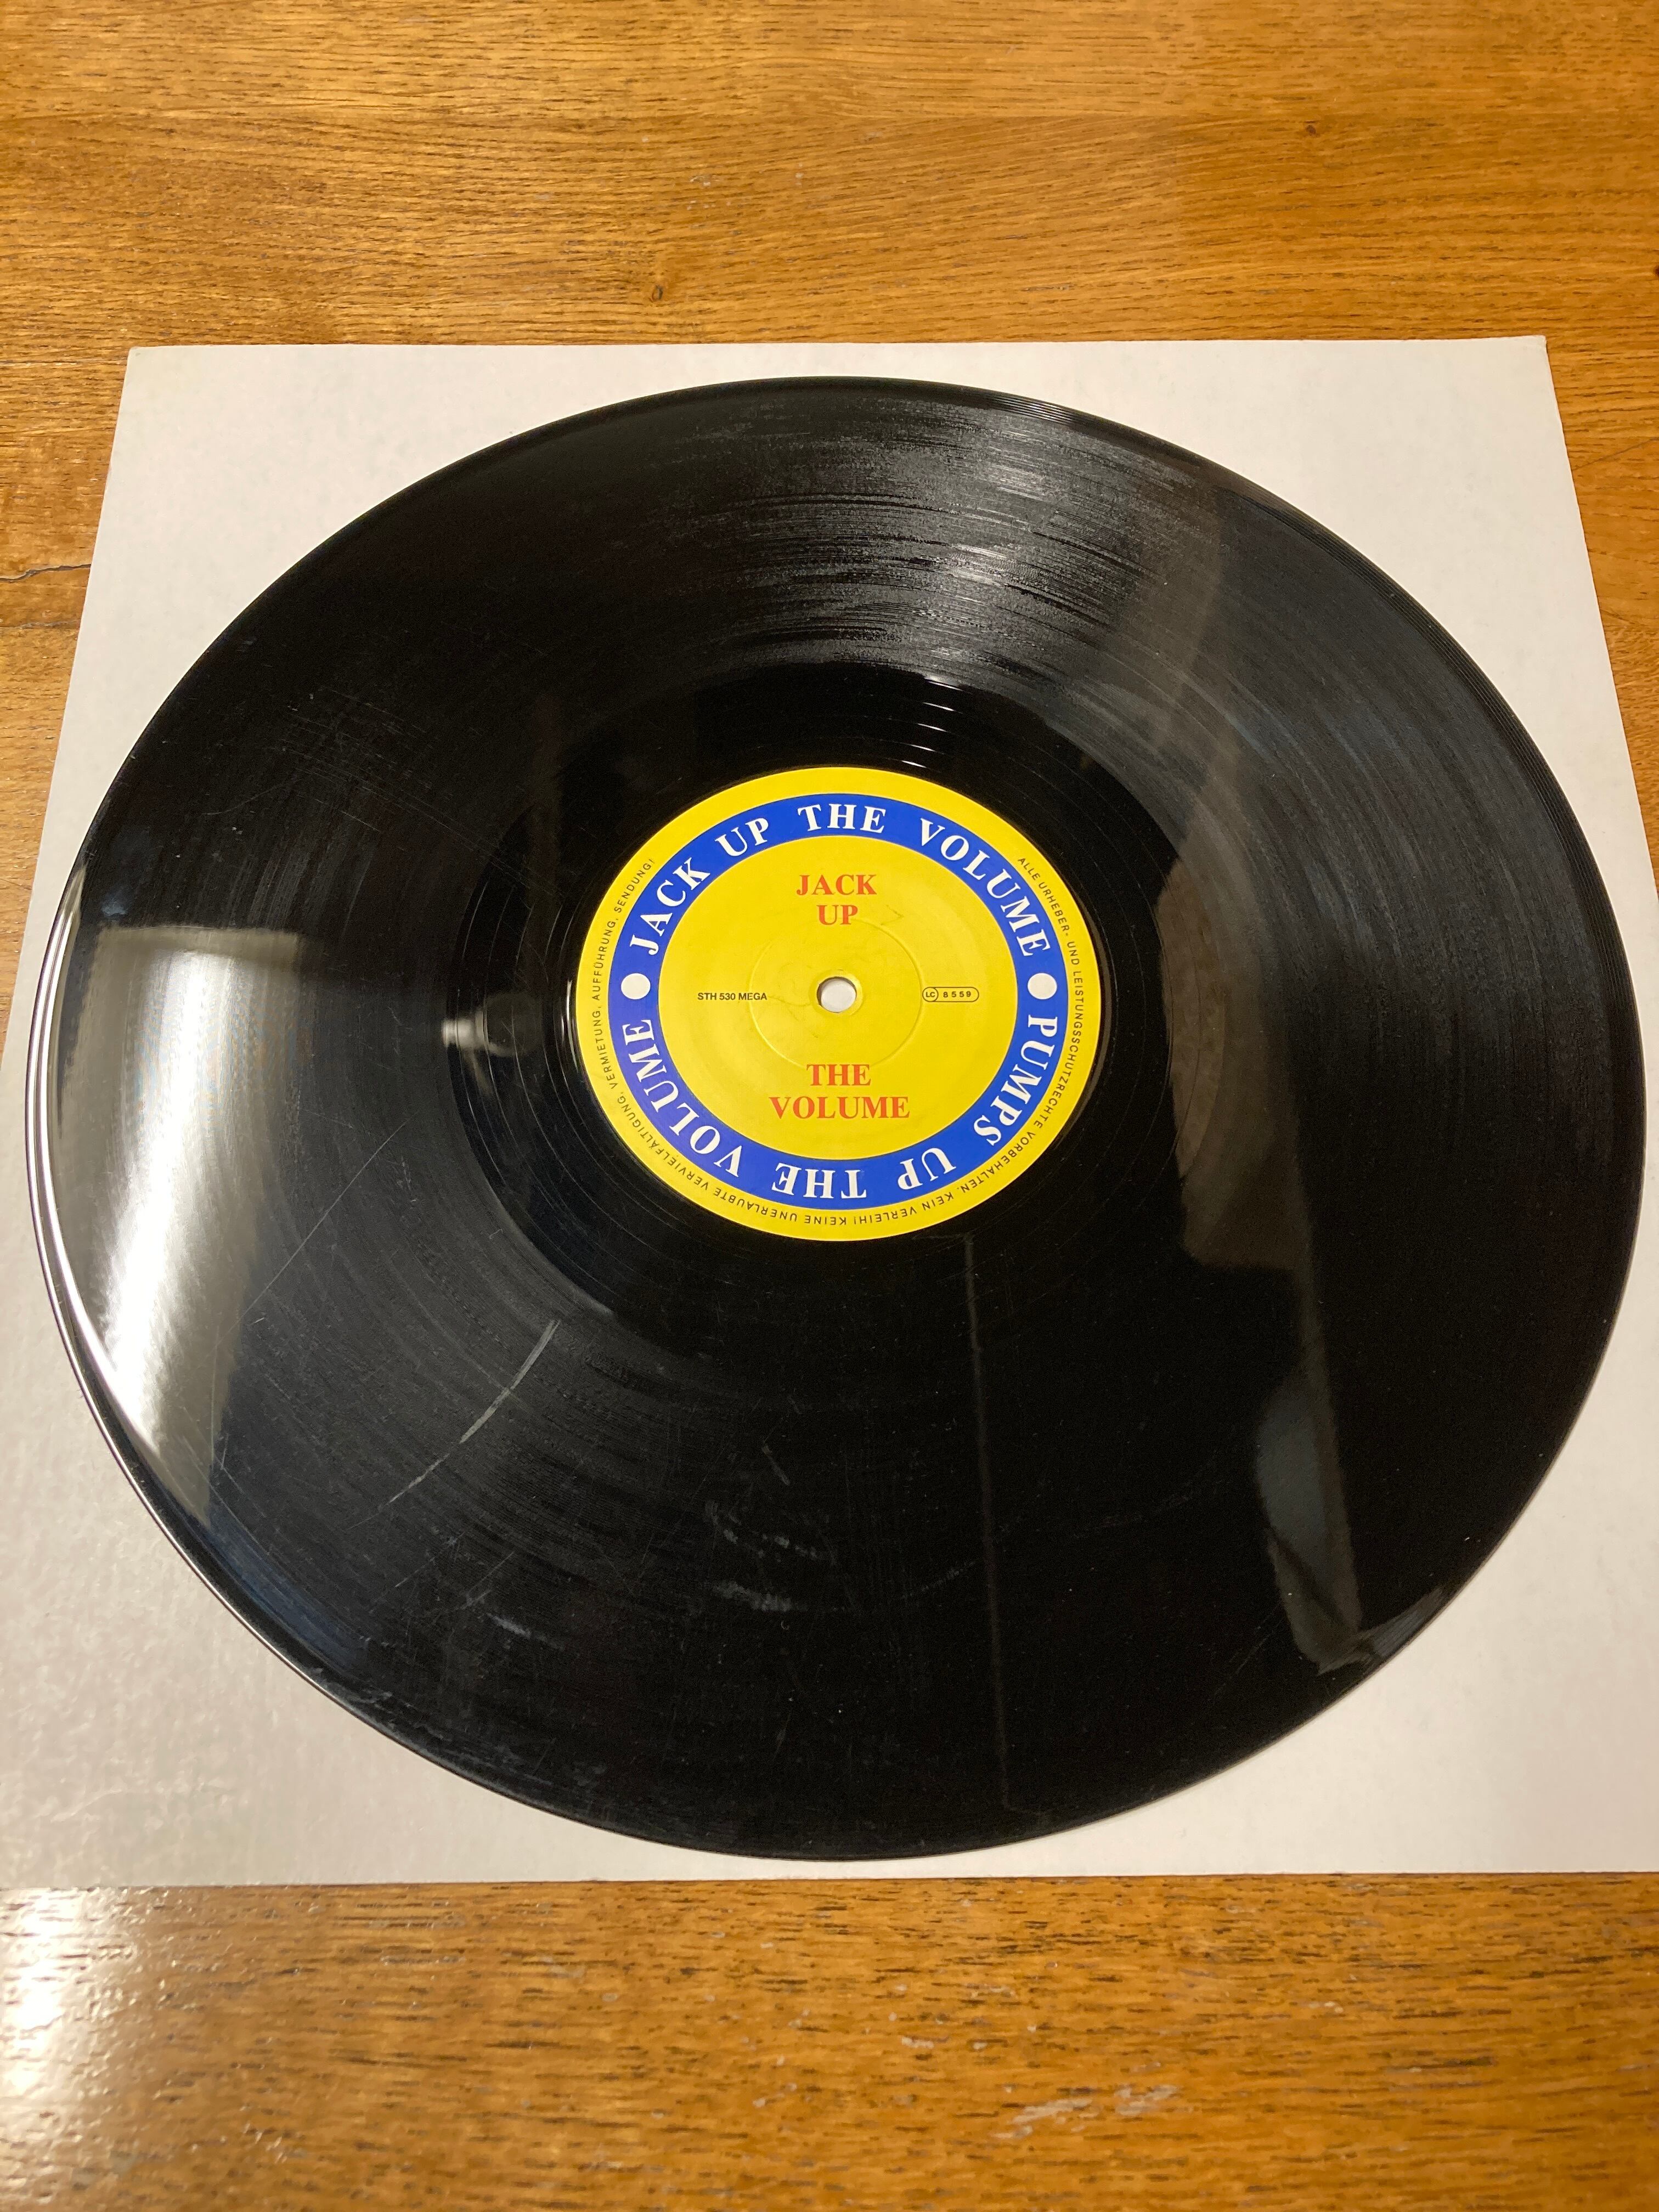 JACK UP THE VOLUME ● PUMPS UP THE VOLUME ●
JACK
UP
STH 530 MEGA
LC 8559
THE
VOLUME
ALLE URHEBER- UND LEISTUNGSSCHUTZRECHTE VORBEHALTEN. KEIN VERLEIH! KEINE UNERLAUBTE VERVIELFÄLTIGUNG, VERMIETUNG, AUFFÜHRUNG, SENDUNG!